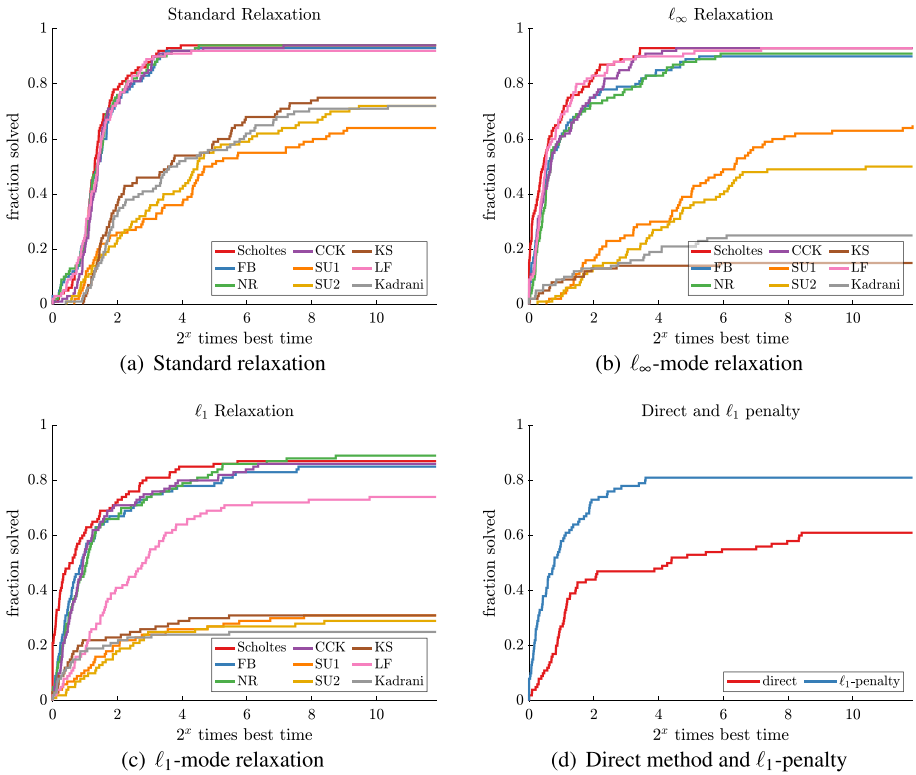 Standard Relaxation
fraction solved
1
0.8
0.6
0.4
0.2
0
Scholtes CCK KS
FB SU1 LF
NR SU2 Kadrani
0 2 4 6 8 10
2^x times best time
(a) Standard relaxation
ℓ∞ Relaxation
fraction solved
1
0.8
0.6
0.4
0.2
0
Scholtes CCK KS
FB SU1 LF
NR SU2 Kadrani
0 2 4 6 8 10
2^x times best time
(b) ℓ∞-mode relaxation
ℓ1 Relaxation
fraction solved
1
0.8
0.6
0.4
0.2
0
Scholtes CCK KS
FB SU1 LF
NR SU2 Kadrani
0 2 4 6 8 10
2^x times best time
(c) ℓ1-mode relaxation
Direct and ℓ1 penalty
fraction solved
1
0.8
0.6
0.4
0.2
0
direct ℓ1-penalty
0 2 4 6 8 10
2^x times best time
(d) Direct method and ℓ1-penalty